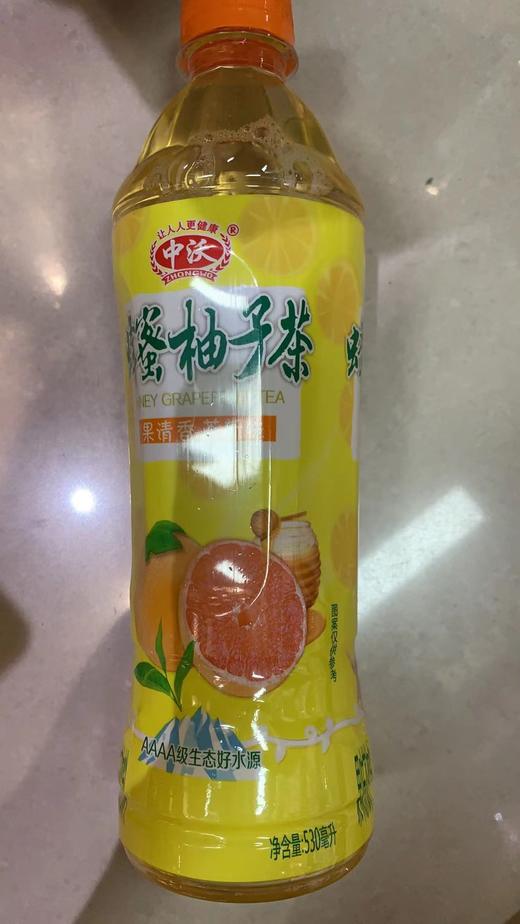 让人人更健康
®
中沃
ZHONGWO
蜜柚子茶
NEY GRAPEFRUIT TEA
果清香
图案仅供参考
AAAA级生态好水源
净含量:530毫升